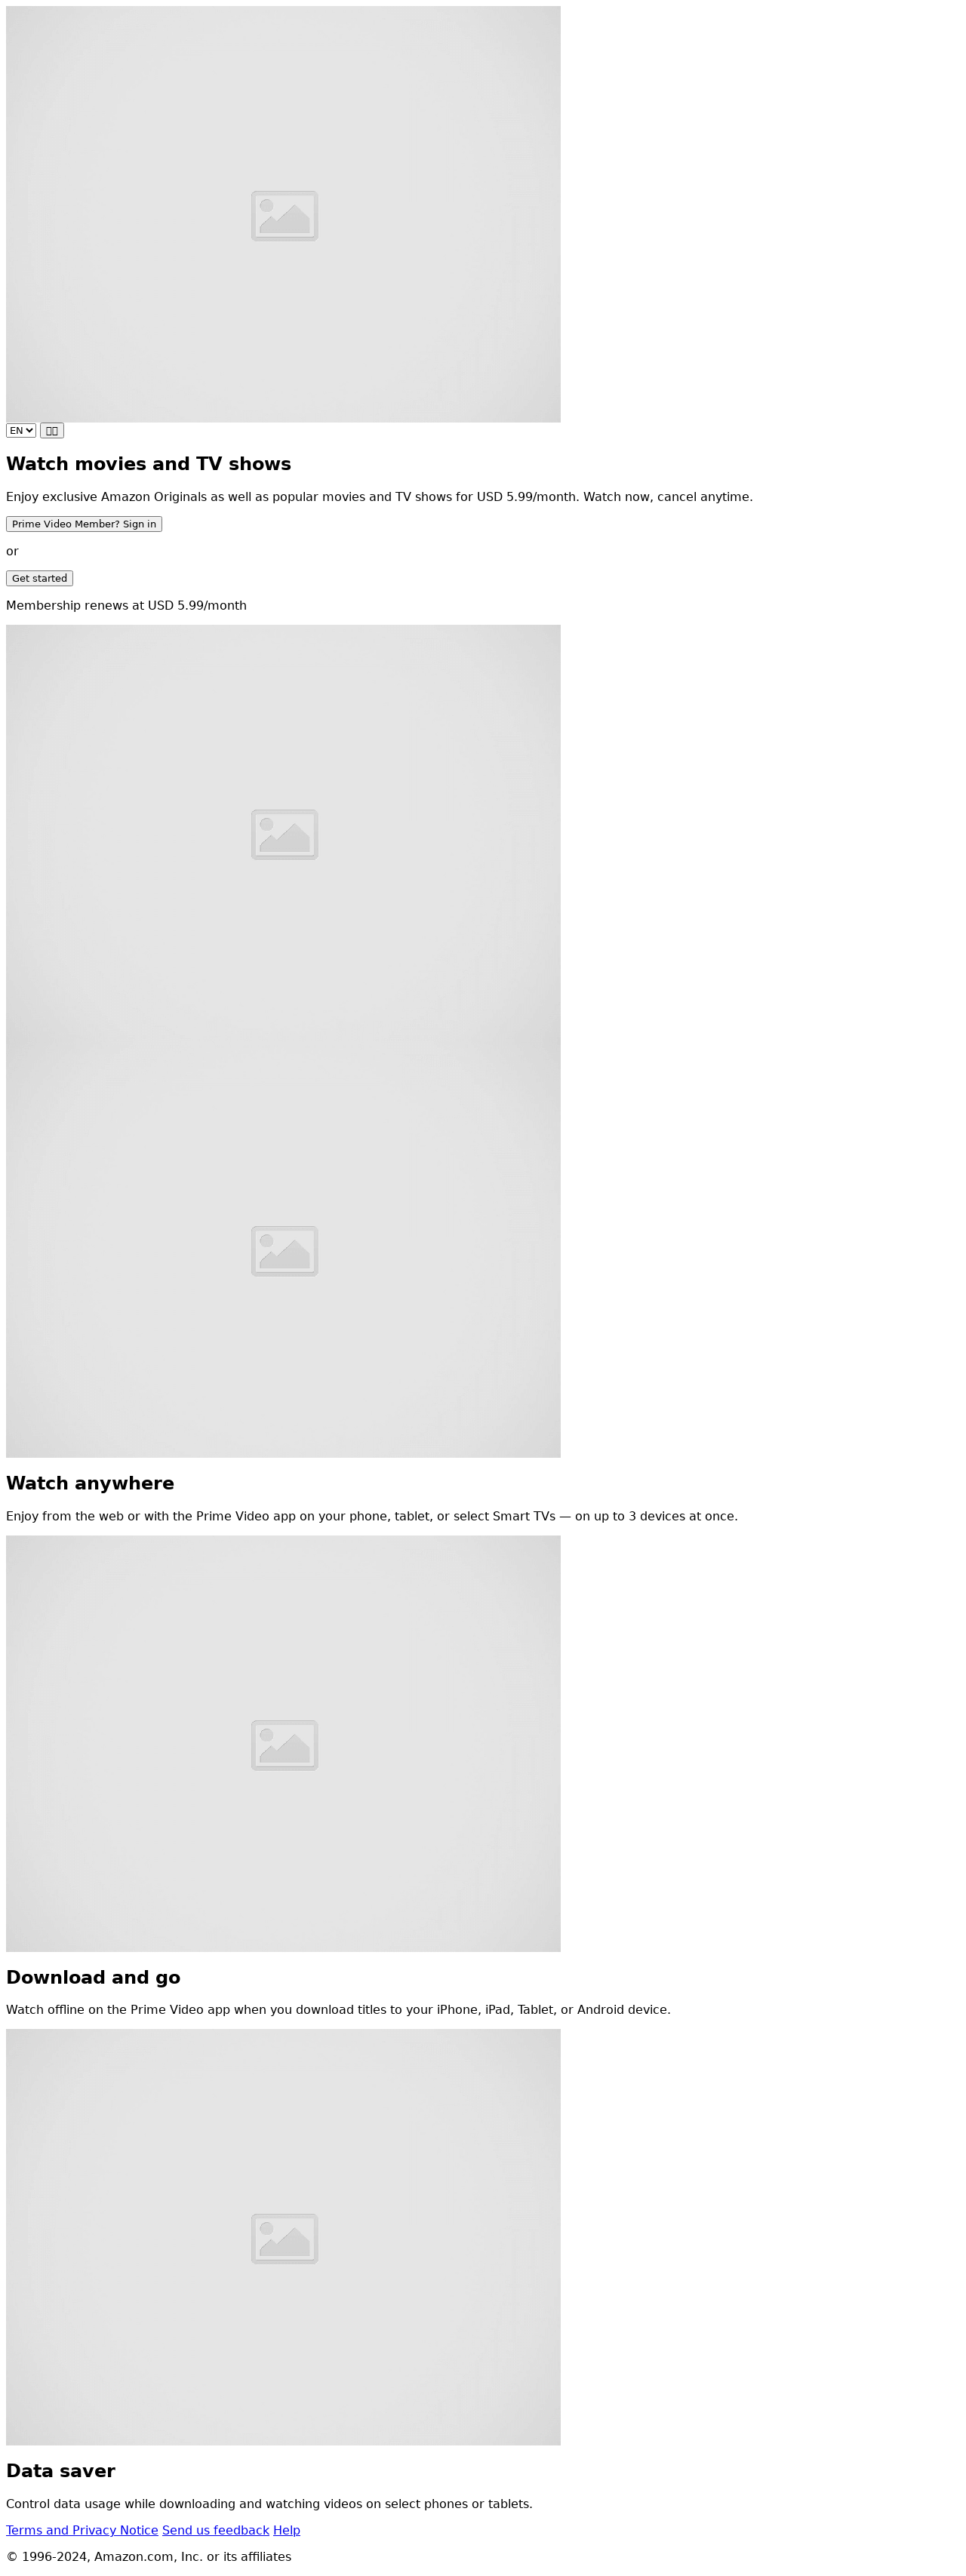 EN
Watch movies and TV shows
Enjoy exclusive Amazon Originals as well as popular movies and TV shows for USD 5.99/month. Watch now, cancel anytime.
Prime Video Member? Sign in
or
Get started
Membership renews at USD 5.99/month
Watch anywhere
Enjoy from the web or with the Prime Video app on your phone, tablet, or select Smart TVs — on up to 3 devices at once.
Download and go
Watch offline on the Prime Video app when you download titles to your iPhone, iPad, Tablet, or Android device.
Data saver
Control data usage while downloading and watching videos on select phones or tablets.
Terms and Privacy Notice Send us feedback Help
© 1996-2024, Amazon.com, Inc. or its affiliates